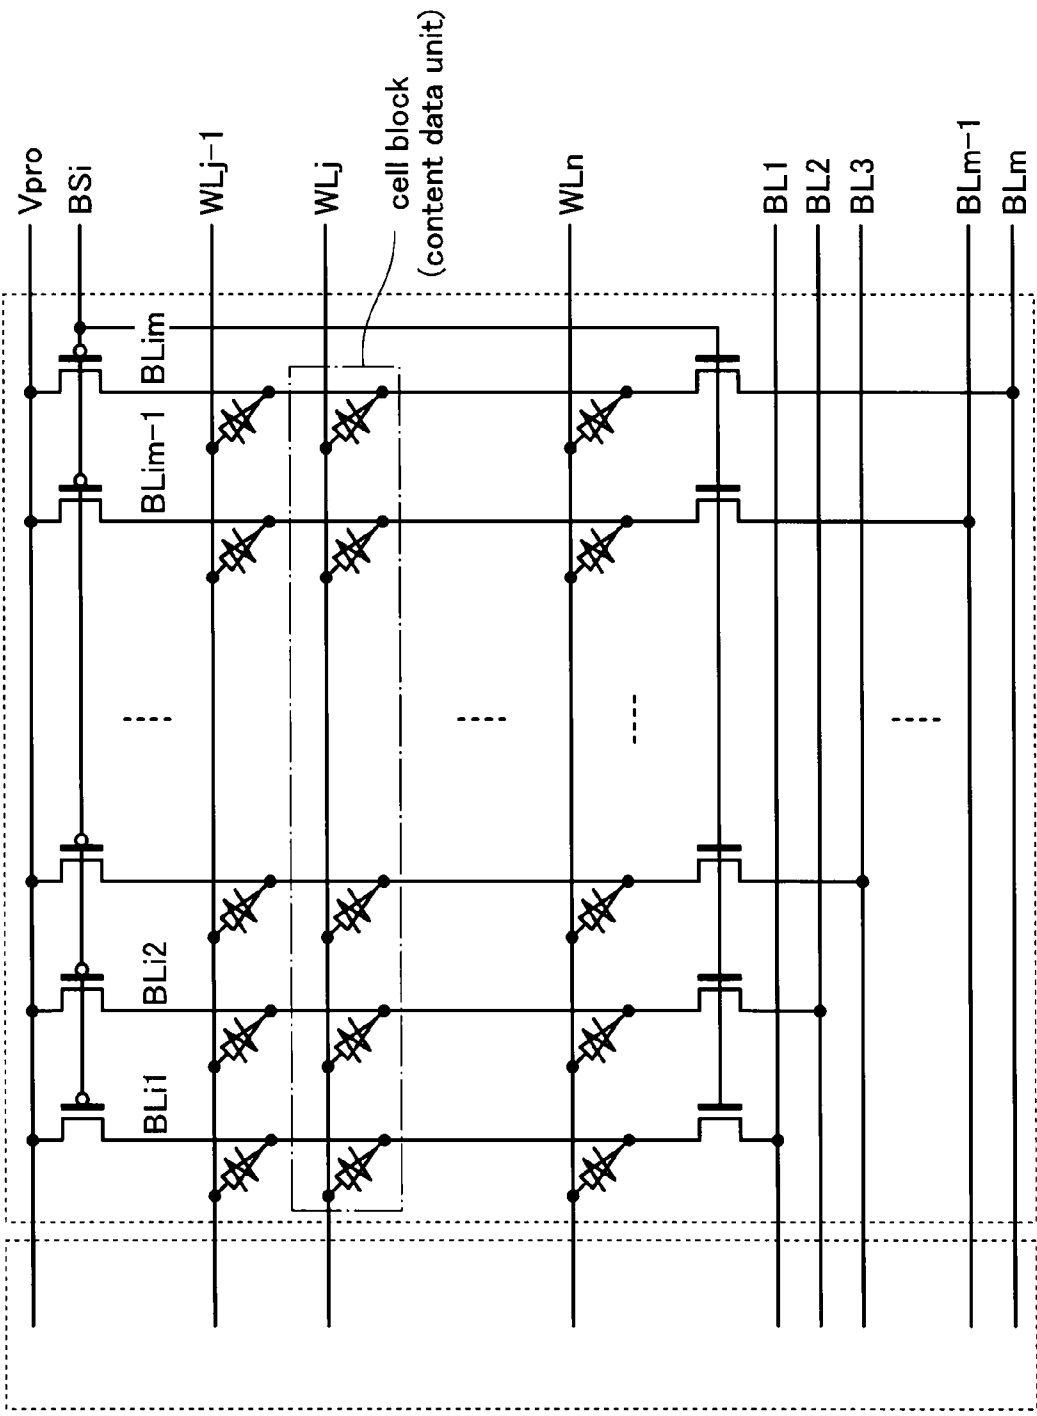 Vpro
BSi
WLj-1
WLj
cell block
(content data unit)
WLn
BL1
BL2
BL3
BLm-1
BLm
BLim
BLim-1
BLi2
BLi1